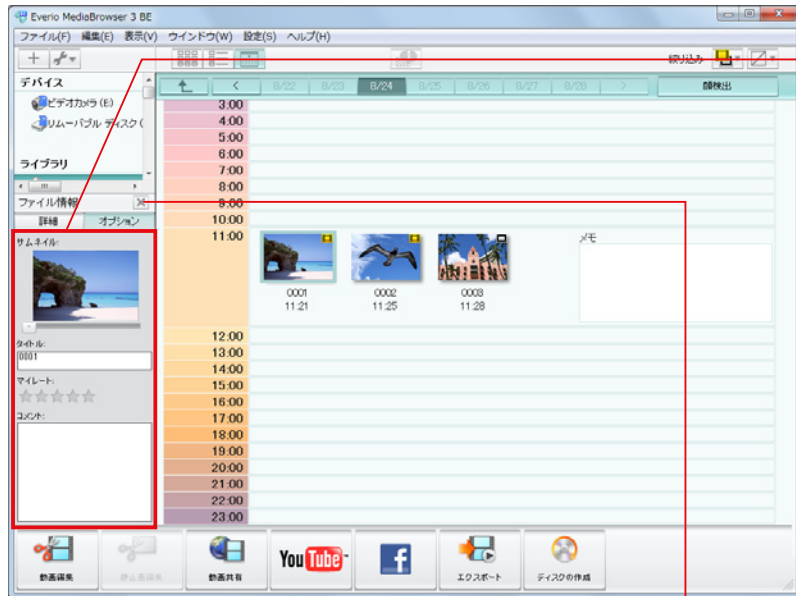 Everio MediaBrowser 3 BE
ファイル(F) 編集(E) 表示(V) ウインドウ(W) 設定(S) ヘルプ(H)
絞り込み
デバイス
ビデオカメラ (E:)
リムーバブル ディスク (
ライブラリ
ファイル情報
詳細 オプション
サムネイル:
タイトル:
0001
マイレート:
コメント:
8/22 8/23 8/24 8/25 8/26 8/27 8/28 顔検出
3:00
4:00
5:00
6:00
7:00
8:00
9:00
10:00
11:00
メモ
0001 0002 0003
11:21 11:25 11:28
12:00
13:00
14:00
15:00
16:00
17:00
18:00
19:00
20:00
21:00
22:00
23:00
動画編集 静止画編集 動画共有 YouTube f エクスポート ディスクの作成